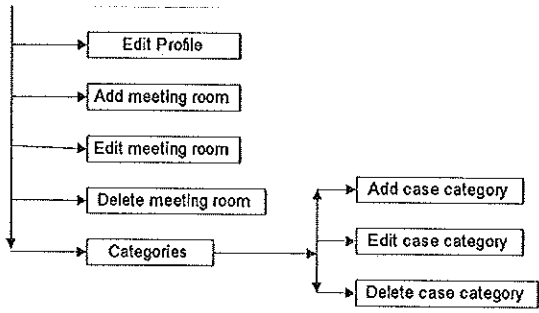 Edit Profile
Add meeting room
Edit meeting room
Delete meeting room
Categories
Add case category
Edit case category
Delete case category